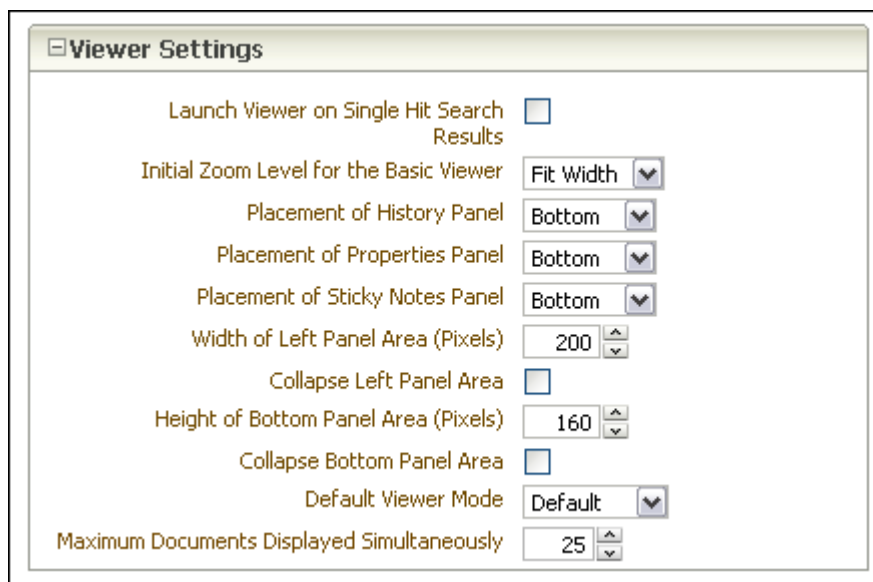 Viewer Settings
Launch Viewer on Single Hit Search
Results
Initial Zoom Level for the Basic Viewer Fit Width
Placement of History Panel Bottom
Placement of Properties Panel Bottom
Placement of Sticky Notes Panel Bottom
Width of Left Panel Area (Pixels) 200
Collapse Left Panel Area
Height of Bottom Panel Area (Pixels) 160
Collapse Bottom Panel Area
Default Viewer Mode Default
Maximum Documents Displayed Simultaneously 25